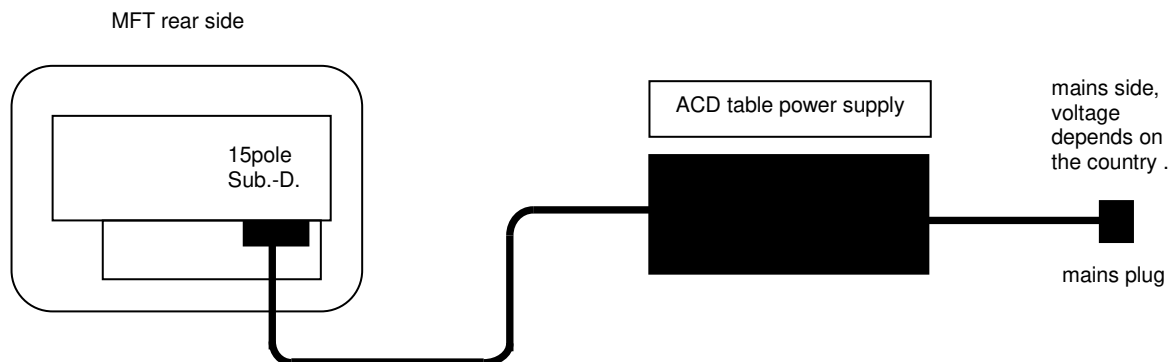 MFT rear side
15pole
Sub.-D.
ACD table power supply
mains side,
voltage
depends on
the country .
mains plug